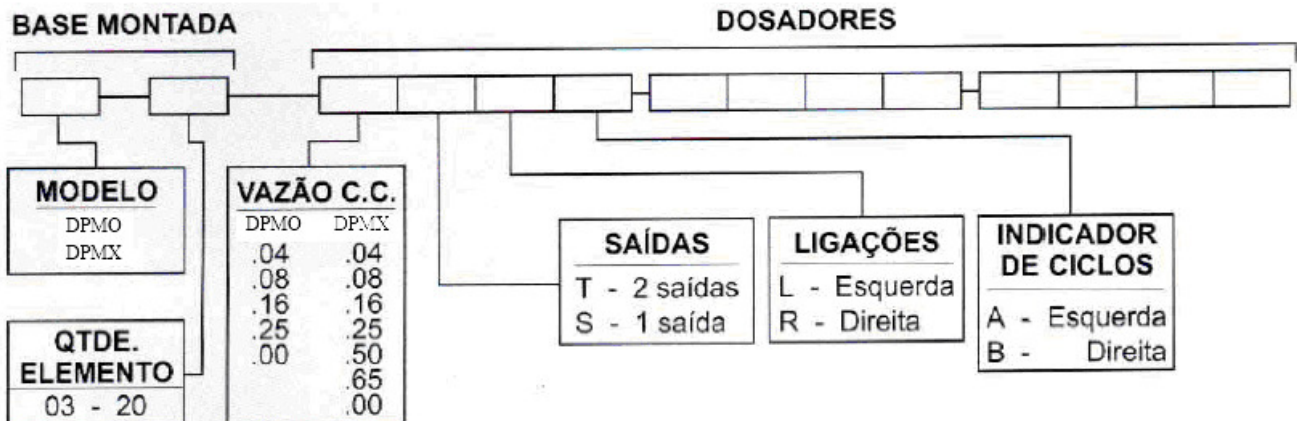 BASE MONTADA
DOSADORES
MODELO
DPMO
DPMX
QTDE.
ELEMENTO
03 - 20
VAZÃO C.C.
DPMO DPMX
.04 .04
.08 .08
.16 .16
.25 .25
.00 .50
.65
.00
SAÍDAS
T - 2 saídas
S - 1 saída
LIGAÇÕES
L - Esquerda
R - Direita
INDICADOR
DE CICLOS
A - Esquerda
B - Direita